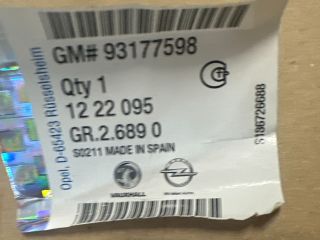 GM# 93177598
Qty 1
12 22 095
GR.2.689 0
S0211 MADE IN SPAIN
VAUXHALL
Opel, D-65423 Rüsselsheim